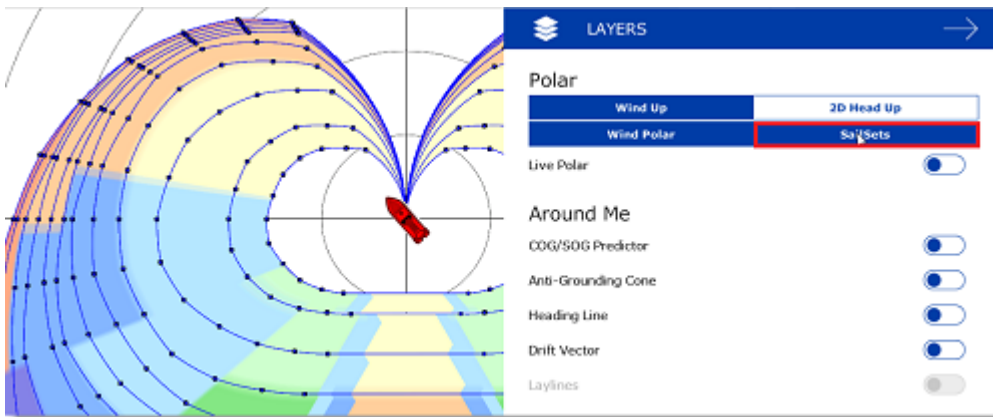 LAYERS
Polar
Wind Up
2D Head Up
Wind Polar
SailSets
Live Polar
Around Me
COG/SOG Predictor
Anti-Grounding Cone
Heading Line
Drift Vector
Laylines